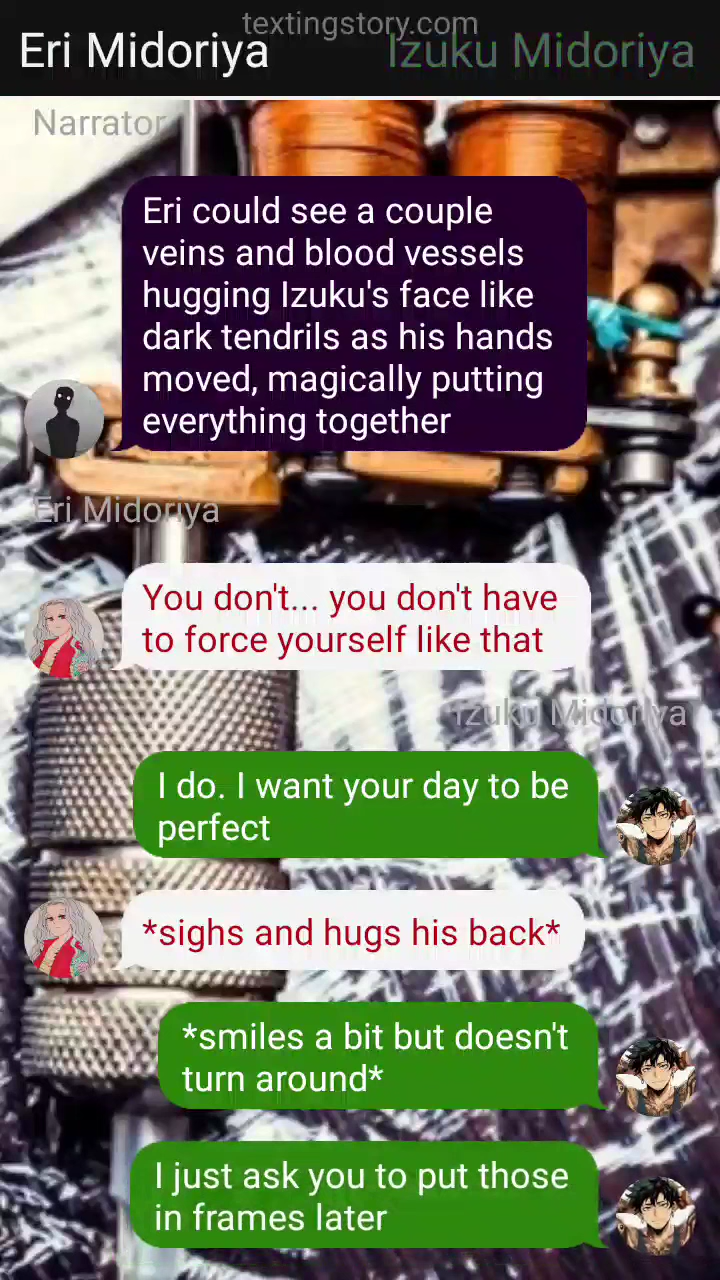 textingstory.com
Eri Midoriya
Izuku Midoriya
Narrator
Eri could see a couple
veins and blood vessels
hugging Izuku's face like
dark tendrils as his hands
moved, magically putting
everything together
Eri Midoriya
You don't... you don't have
to force yourself like that
Izuku Midoriya
I do. I want your day to be
perfect
*sighs and hugs his back*
*smiles a bit but doesn't
turn around*
I just ask you to put those
in frames later